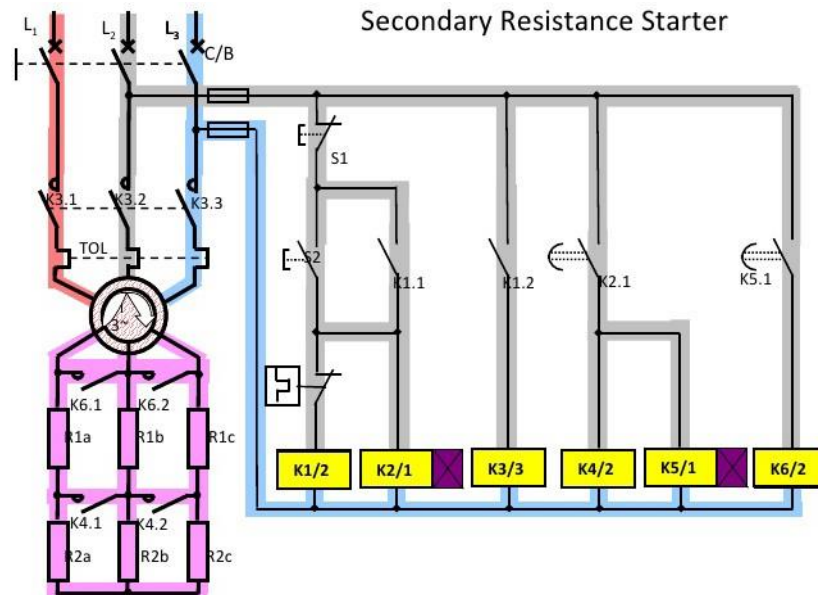 Secondary Resistance Starter
L1 L2 L3
C/B
S1
K3.1 K3.2 K3.3
TOL S2 K1.1 K1.2 K2.1 K5.1
3~
K6.1 K6.2
R1a R1b R1c
K1/2 K2/1 K3/3 K4/2 K5/1 K6/2
K4.1 K4.2
R2a R2b R2c